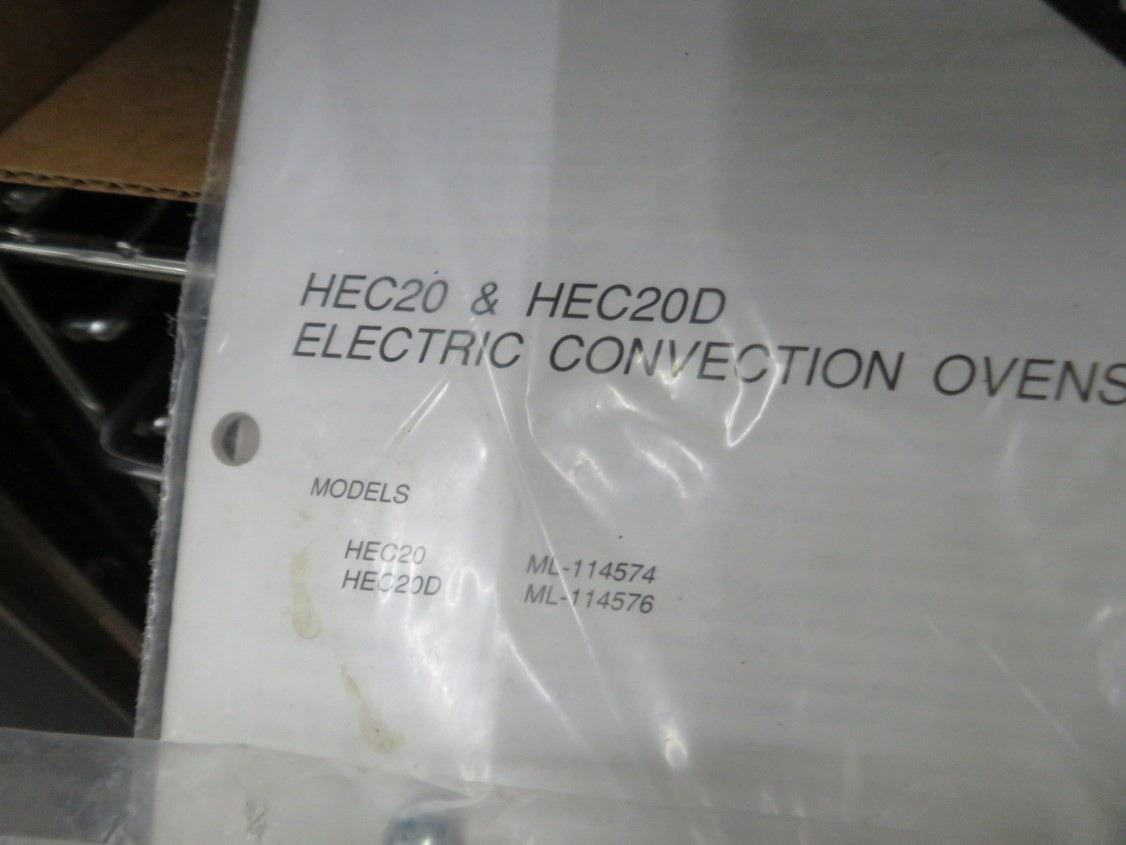 HEC20 & HEC20D
ELECTRIC CONVECTION OVENS
MODELS
HEC20 ML-114574
HEC20D ML-114576